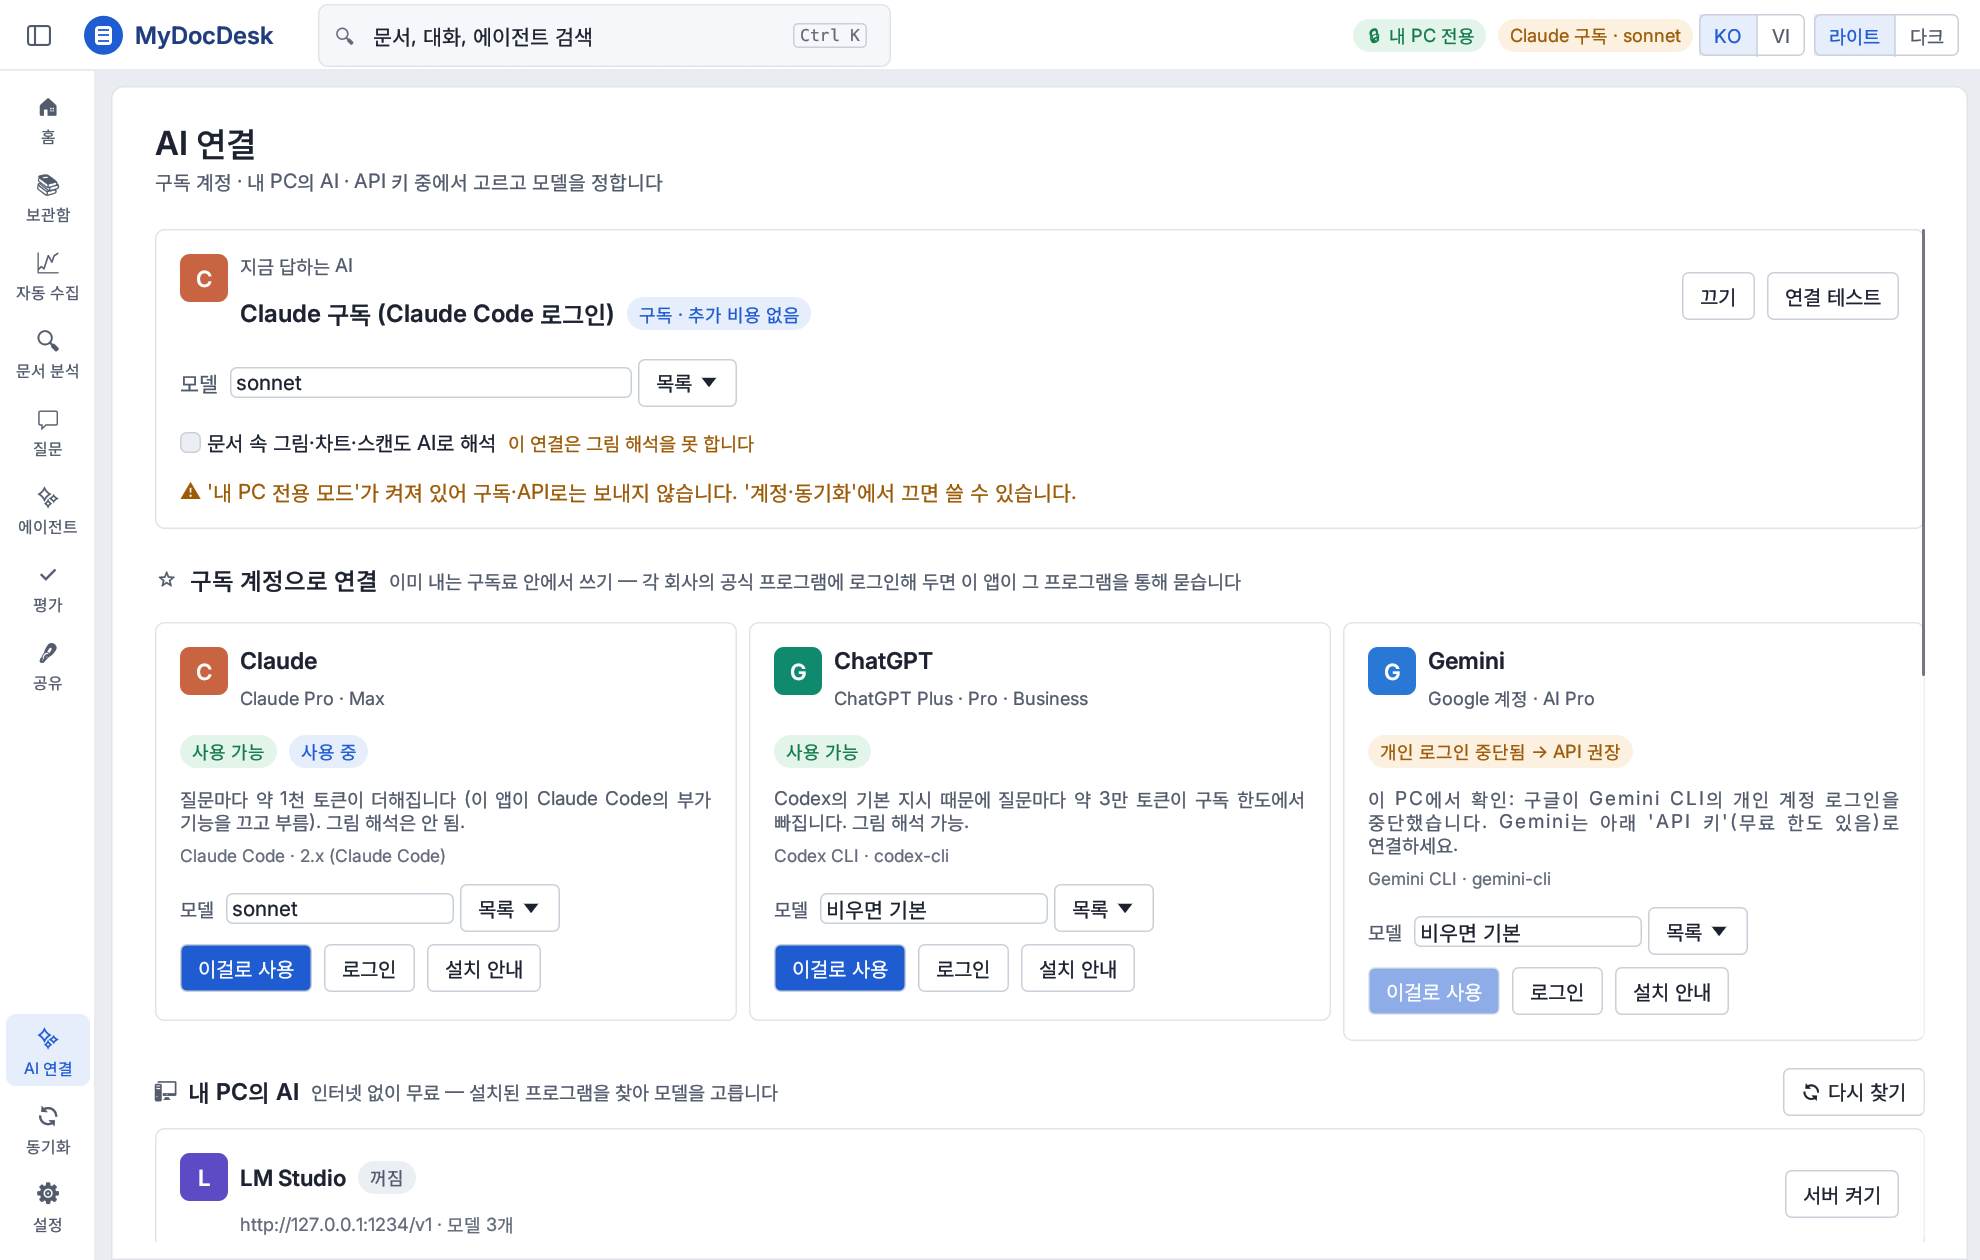 MyDocDesk
문서, 대화, 에이전트 검색
Ctrl K
내 PC 전용
Claude 구독 · sonnet
KO
VI
라이트
다크
홈
보관함
자동 수집
문서 분석
질문
에이전트
평가
공유
AI 연결
동기화
설정
AI 연결
구독 계정 · 내 PC의 AI · API 키 중에서 고르고 모델을 정합니다
C
지금 답하는 AI
Claude 구독 (Claude Code 로그인)
구독 · 추가 비용 없음
끄기
연결 테스트
모델
sonnet
목록 ▼
문서 속 그림·차트·스캔도 AI로 해석
이 연결은 그림 해석을 못 합니다
⚠ '내 PC 전용 모드'가 켜져 있어 구독·API로는 보내지 않습니다. '계정·동기화'에서 끄면 쓸 수 있습니다.
☆ 구독 계정으로 연결
이미 내는 구독료 안에서 쓰기 — 각 회사의 공식 프로그램에 로그인해 두면 이 앱이 그 프로그램을 통해 묻습니다
C
Claude
Claude Pro · Max
사용 가능
사용 중
질문마다 약 1천 토큰이 더해집니다 (이 앱이 Claude Code의 부가
기능을 끄고 부름). 그림 해석은 안 됨.
Claude Code · 2.x (Claude Code)
모델
sonnet
목록 ▼
이걸로 사용
로그인
설치 안내
G
ChatGPT
ChatGPT Plus · Pro · Business
사용 가능
Codex의 기본 지시 때문에 질문마다 약 3만 토큰이 구독 한도에서
빠집니다. 그림 해석 가능.
Codex CLI · codex-cli
모델
비우면 기본
목록 ▼
이걸로 사용
로그인
설치 안내
G
Gemini
Google 계정 · AI Pro
개인 로그인 중단됨 → API 권장
이 PC에서 확인: 구글이 Gemini CLI의 개인 계정 로그인을
중단했습니다. Gemini는 아래 'API 키'(무료 한도 있음)로
연결하세요.
Gemini CLI · gemini-cli
모델
비우면 기본
목록 ▼
이걸로 사용
로그인
설치 안내
내 PC의 AI
인터넷 없이 무료 — 설치된 프로그램을 찾아 모델을 고릅니다
다시 찾기
L
LM Studio
꺼짐
http://127.0.0.1:1234/v1 · 모델 3개
서버 켜기